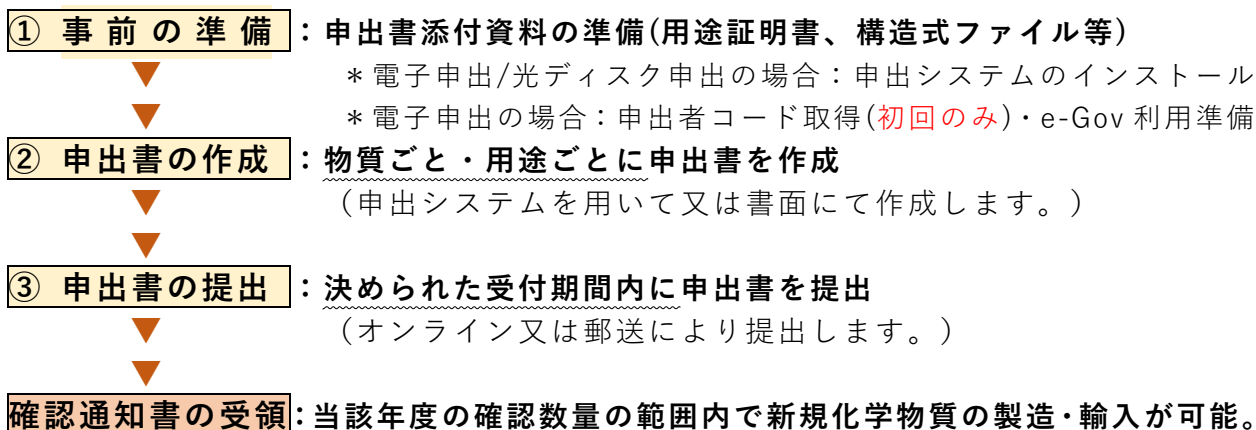 ① 事前の準備：申出書添付資料の準備(用途証明書、構造式ファイル等)
＊電子申出/光ディスク申出の場合：申出システムのインストール
＊電子申出の場合：申出者コード取得(初回のみ)・e-Gov 利用準備
② 申出書の作成：物質ごと・用途ごとに申出書を作成
（申出システムを用いて又は書面にて作成します。）
③ 申出書の提出：決められた受付期間内に申出書を提出
（オンライン又は郵送により提出します。）
確認通知書の受領：当該年度の確認数量の範囲内で新規化学物質の製造・輸入が可能。